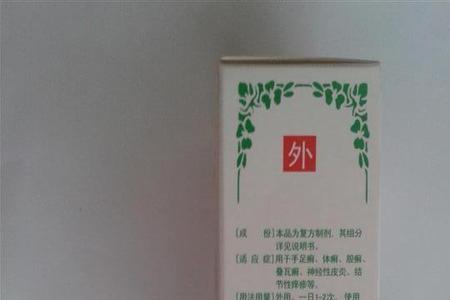 外
[成 份]本品为复方制剂，其组分
详见说明书。
[适 应 症]用于手足癣、体癣、股癣、
叠瓦癣、神经性皮炎、结
节性痒疹等。
[用法用量]外用，一日1~2次，使用